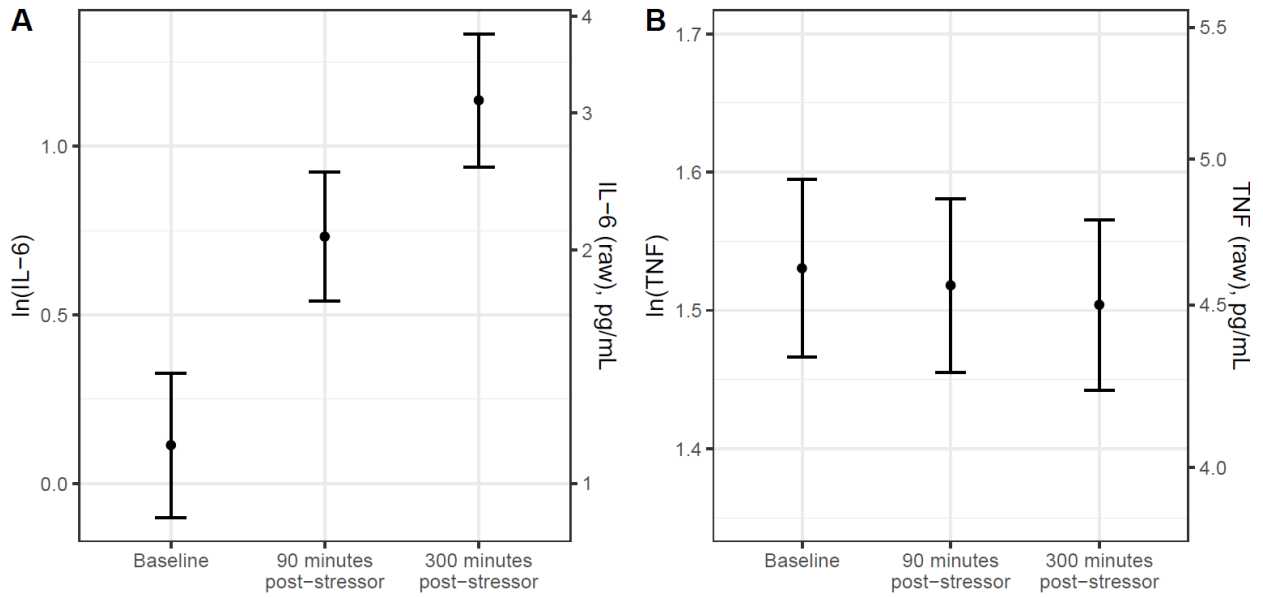 A
ln(IL−6)
1.0
0.5
0.0
4
3
2
1
IL−6 (raw), pg/mL
Baseline
90 minutes
post−stressor
300 minutes
post−stressor
B
ln(TNF)
1.7
1.6
1.5
1.4
5.5
5.0
4.5
4.0
TNF (raw), pg/mL
Baseline
90 minutes
post−stressor
300 minutes
post−stressor